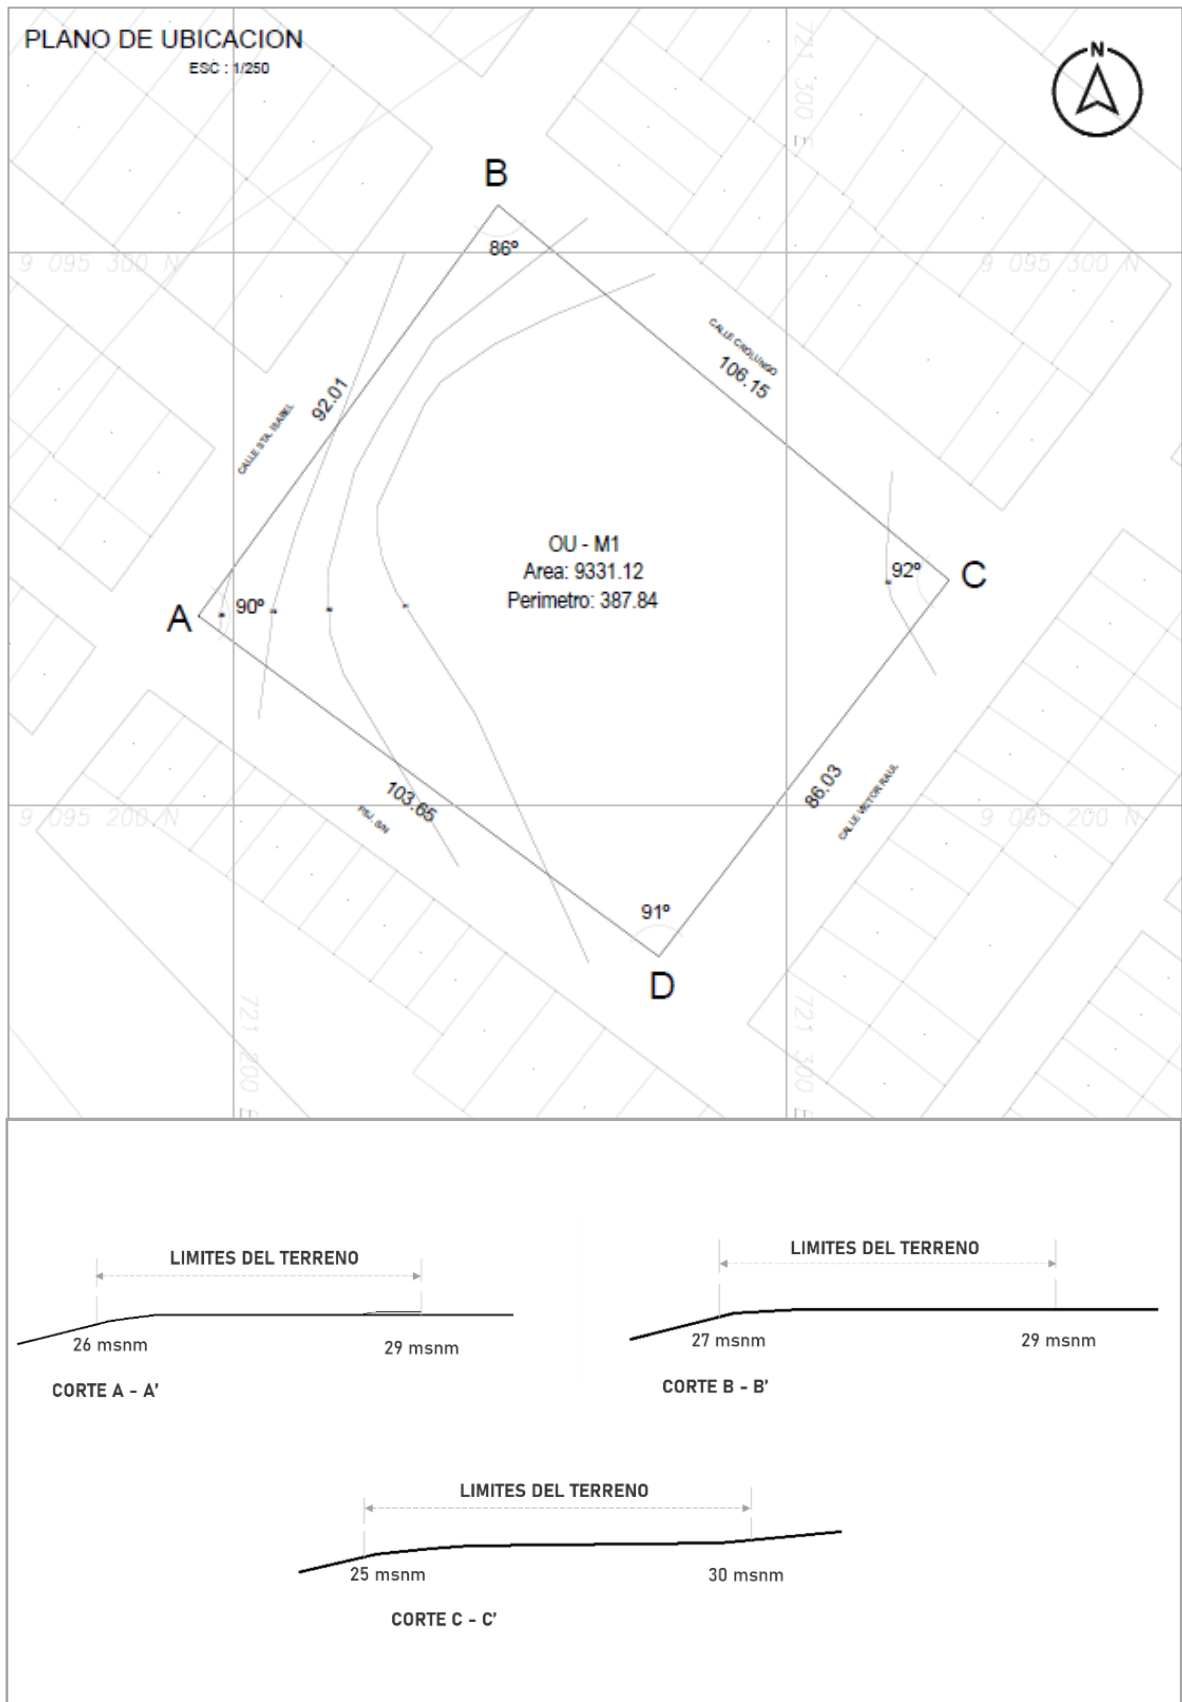 PLANO DE UBICACION
ESC : 1/250
N
721 300 E
B
86º
9 095 300 N
9 095 300 N
CALLE CROLUNGO
106.15
92.01
CALLE STA. ISABEL
OU - M1
Area: 9331.12
Perimetro: 387.84
92º
C
A
90º
103.65
PSJ. S/N
86.03
CALLE VICTOR RAUL
9 095 200 N
9 095 200 N
91º
D
721 200 E
721 300 E
LIMITES DEL TERRENO
26 msnm
29 msnm
CORTE A - A'
LIMITES DEL TERRENO
27 msnm
29 msnm
CORTE B - B'
LIMITES DEL TERRENO
25 msnm
30 msnm
CORTE C - C'